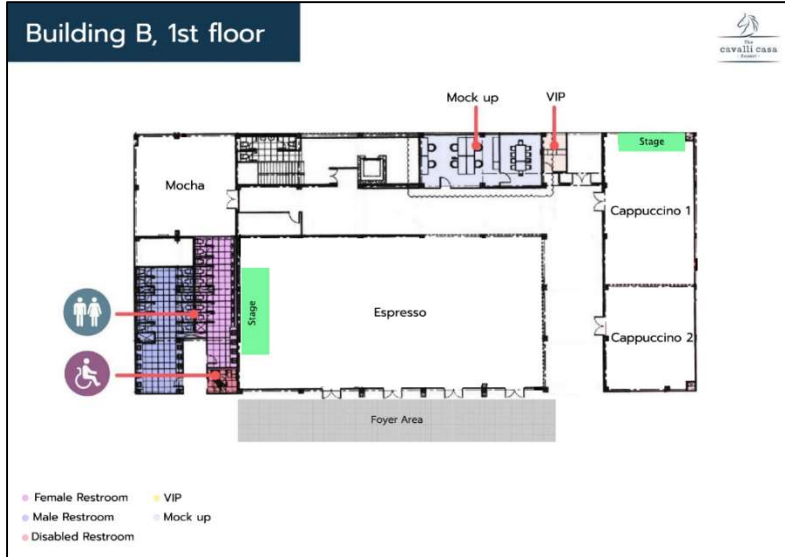 Building B, 1st floor
The
cavalli casa
Resort
Mock up
VIP
Stage
Mocha
Cappuccino 1
Stage
Espresso
Cappuccino 2
Foyer Area
Female Restroom
VIP
Male Restroom
Mock up
Disabled Restroom